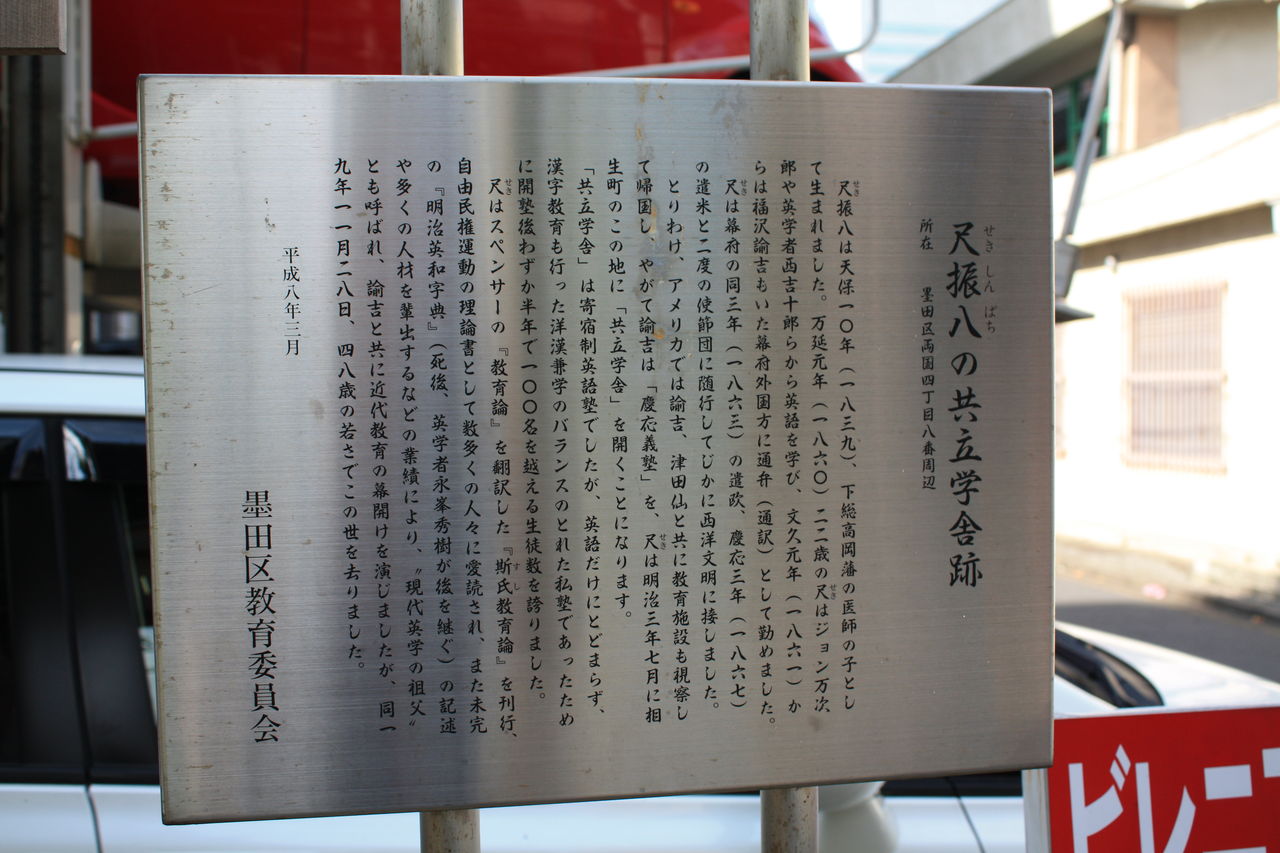 尺振八の共立学舎跡
せきしんぱち
所在 墨田区両国四丁目八番周辺
尺振八は天保一〇年(一八三九)、下総高岡藩の医師の子とし
せき
て生まれました。万延元年(一八六〇)二二歳の尺はジョン万次
せき
郎や英学者西吉十郎らから英語を学び、文久元年(一八六一)か
らは福沢諭吉もいた幕府外国方に通弁(通訳)として勤めました。
尺は幕府の同三年(一八六三)の遣欧、慶応三年(一八六七)
せき
の遣米と二度の使節団に随行してじかに西洋文明に接しました。
とりわけ、アメリカでは諭吉、津田仙と共に教育施設も視察し
て帰国し、やがて諭吉は「慶応義塾」を、尺は明治三年七月に相
せき
生町のこの地に「共立学舎」を開くことになります。
「共立学舎」は寄宿制英語塾でしたが、英語だけにとどまらず、
漢字教育も行った洋漢兼学のバランスのとれた私塾であったため
に開塾後わずか半年で一〇〇名を越える生徒数を誇りました。
尺はスペンサーの『教育論』を翻訳した『斯氏教育論』を刊行、
せき すし
自由民権運動の理論書として数多くの人々に愛読され、また未完
の『明治英和字典』(死後、英学者永峯秀樹が後を継ぐ)の記述
や多くの人材を輩出するなどの業績により、〝現代英学の祖父〟
とも呼ばれ、諭吉と共に近代教育の幕開けを演じましたが、同一
九年一一月二八日、四八歳の若さでこの世を去りました。
平成八年三月
墨田区教育委員会
ビレニ